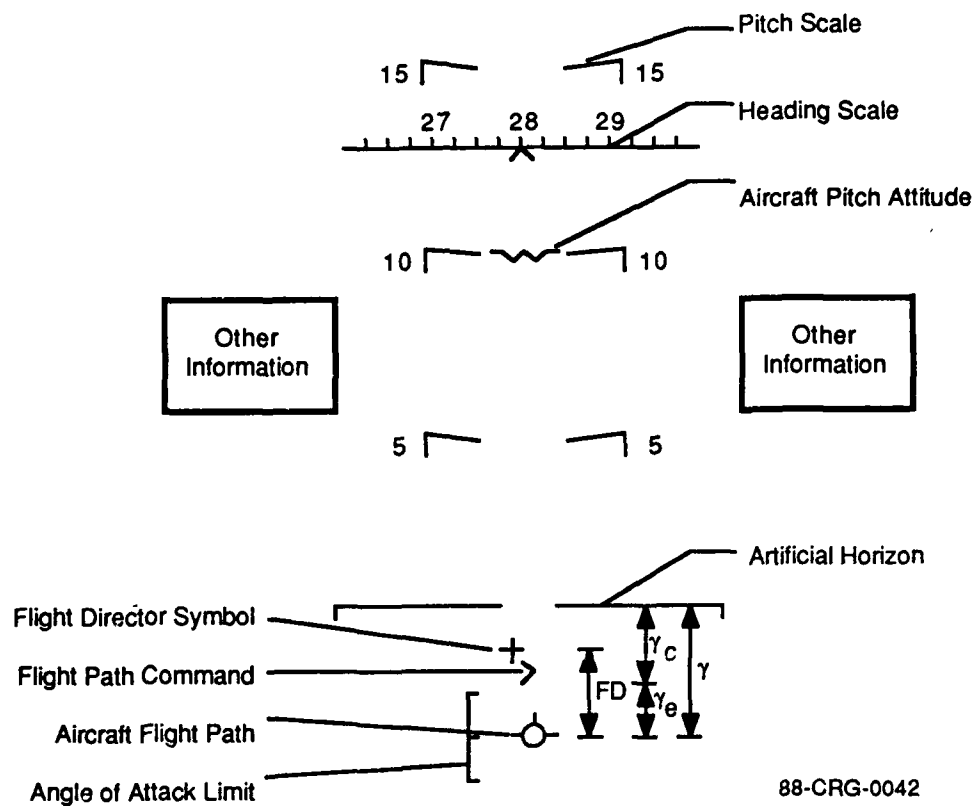 Pitch Scale
15 15
27 28 29
Heading Scale
Aircraft Pitch Attitude
10 10
Other
Information
Other
Information
5 5
Artificial Horizon
Flight Director Symbol
γc
γ
Flight Path Command
FD
γe
Aircraft Flight Path
Angle of Attack Limit
88-CRG-0042